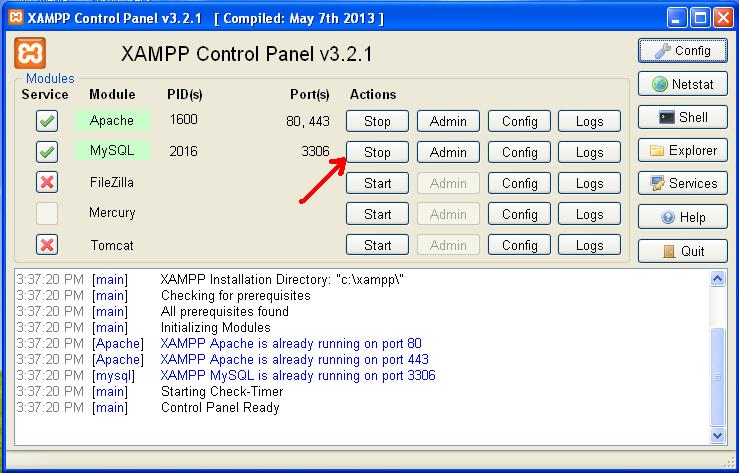 XAMPP Control Panel v3.2.1   [ Compiled: May 7th 2013 ]
XAMPP Control Panel v3.2.1
Config
Modules
Service Module PID(s) Port(s) Actions
Netstat
Apache 1600 80, 443 Stop Admin Config Logs
Shell
MySQL 2016 3306 Stop Admin Config Logs
Explorer
FileZilla Start Admin Config Logs
Services
Mercury Start Admin Config Logs
Help
Tomcat Start Admin Config Logs
Quit
3:37:20 PM [main] XAMPP Installation Directory: "c:\xampp\"
3:37:20 PM [main] Checking for prerequisites
3:37:20 PM [main] All prerequisites found
3:37:20 PM [main] Initializing Modules
3:37:20 PM [Apache] XAMPP Apache is already running on port 80
3:37:20 PM [Apache] XAMPP Apache is already running on port 443
3:37:20 PM [mysql] XAMPP MySQL is already running on port 3306
3:37:20 PM [main] Starting Check-Timer
3:37:20 PM [main] Control Panel Ready